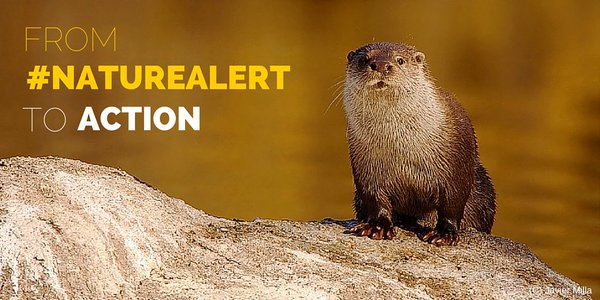 FROM
#NATUREALERT
TO ACTION
(C) Javier Milla